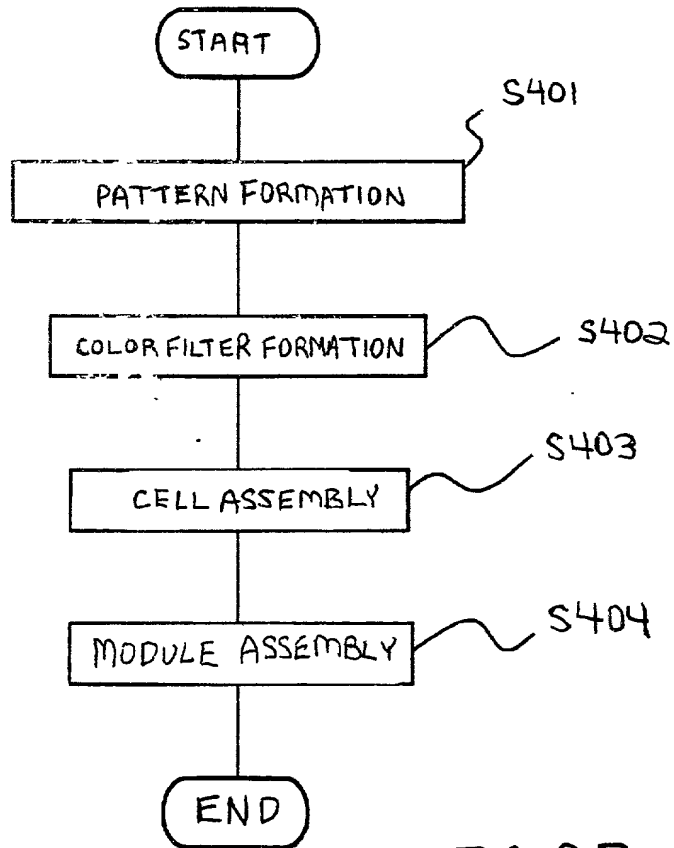 START
S401
PATTERN FORMATION
COLOR FILTER FORMATION
S402
S403
CELL ASSEMBLY
S404
MODULE ASSEMBLY
END